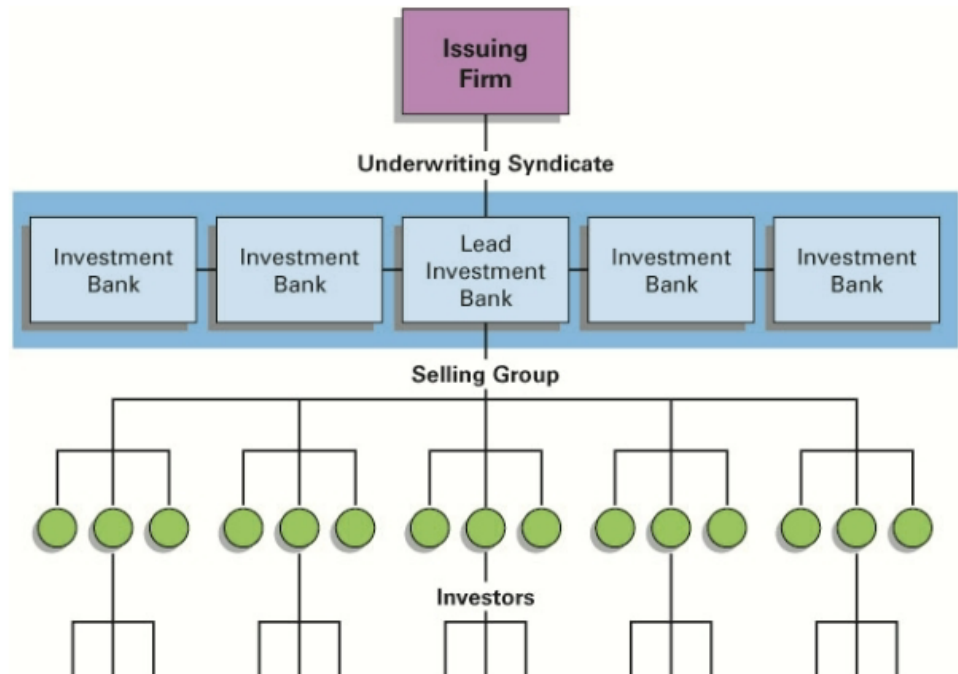 Issuing
Firm
Underwriting Syndicate
Investment
Bank
Investment
Bank
Lead
Investment
Bank
Investment
Bank
Investment
Bank
Selling Group
Investors